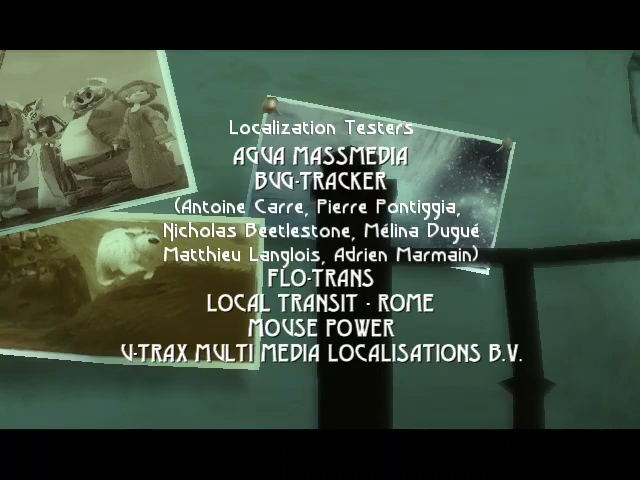 Localization Testers
AGUA MASSMEDIA
BUG-TRACKER
(Antoine Carre, Pierre Pontiggia,
Nicholas Beetlestone, Mélina Dugué
Matthieu Langlois, Adrien Marmain)
FLO-TRANS
LOCAL TRANSIT - ROME
MOUSE POWER
U-TRAX MULTI MEDIA LOCALISATIONS B.V.